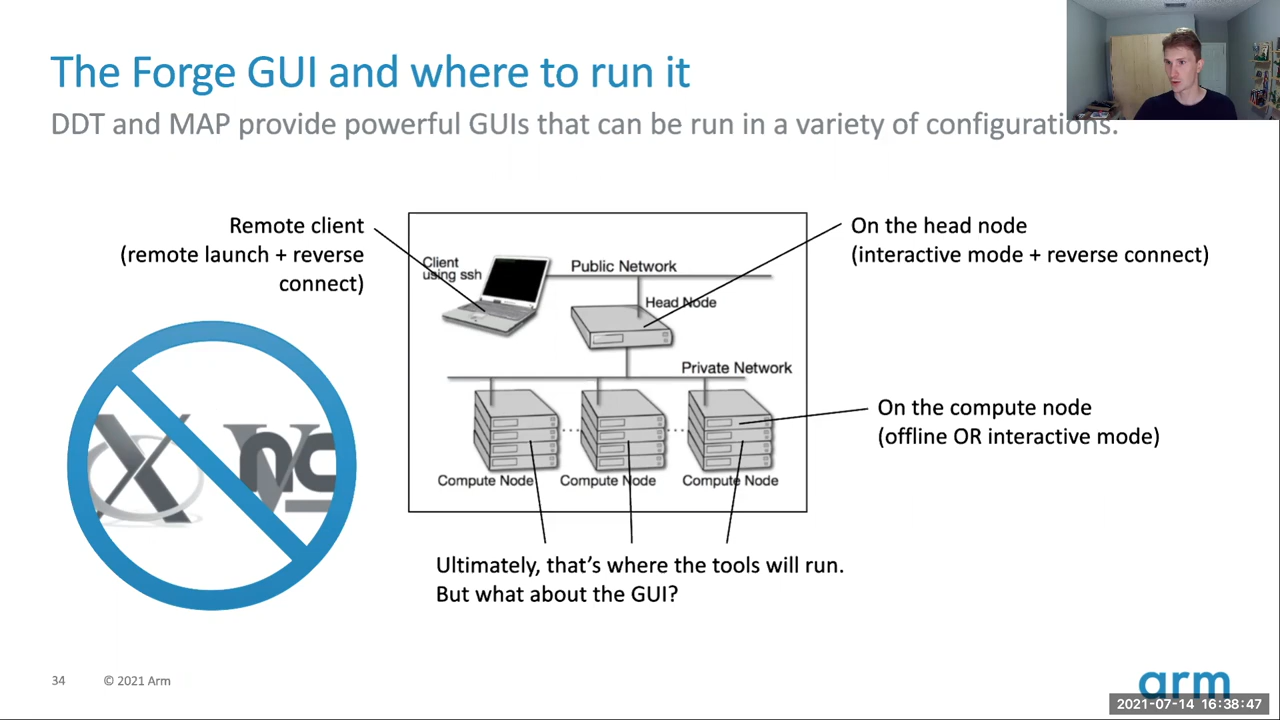 The Forge GUI and where to run it
DDT and MAP provide powerful GUIs that can be run in a variety of configurations.
Remote client
(remote launch + reverse
connect)
On the head node
(interactive mode + reverse connect)
Client
using ssh
Public Network
Head Node
Private Network
On the compute node
(offline OR interactive mode)
X
Vnc
Compute Node
Compute Node
Compute Node
Ultimately, that's where the tools will run.
But what about the GUI?
34
© 2021 Arm
arm
2021-07-14 16:38:47